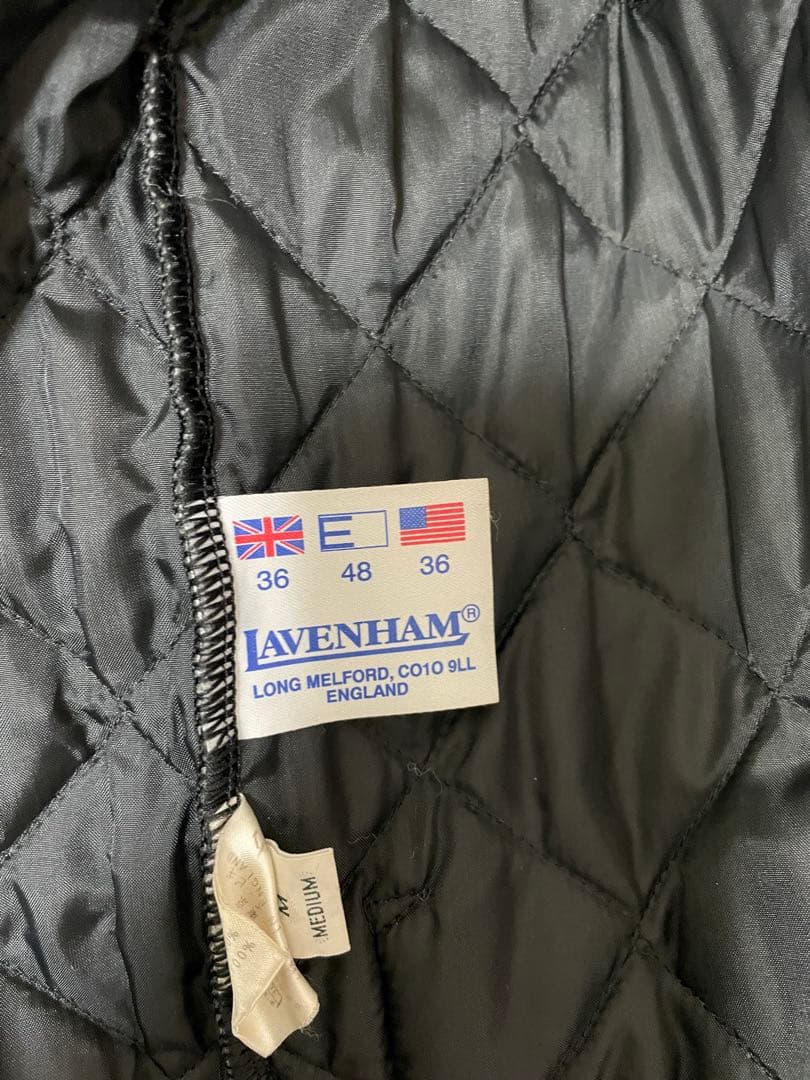 E
36 48 36
LAVENHAM®
LONG MELFORD, CO10 9LL
ENGLAND
M
MEDIUM